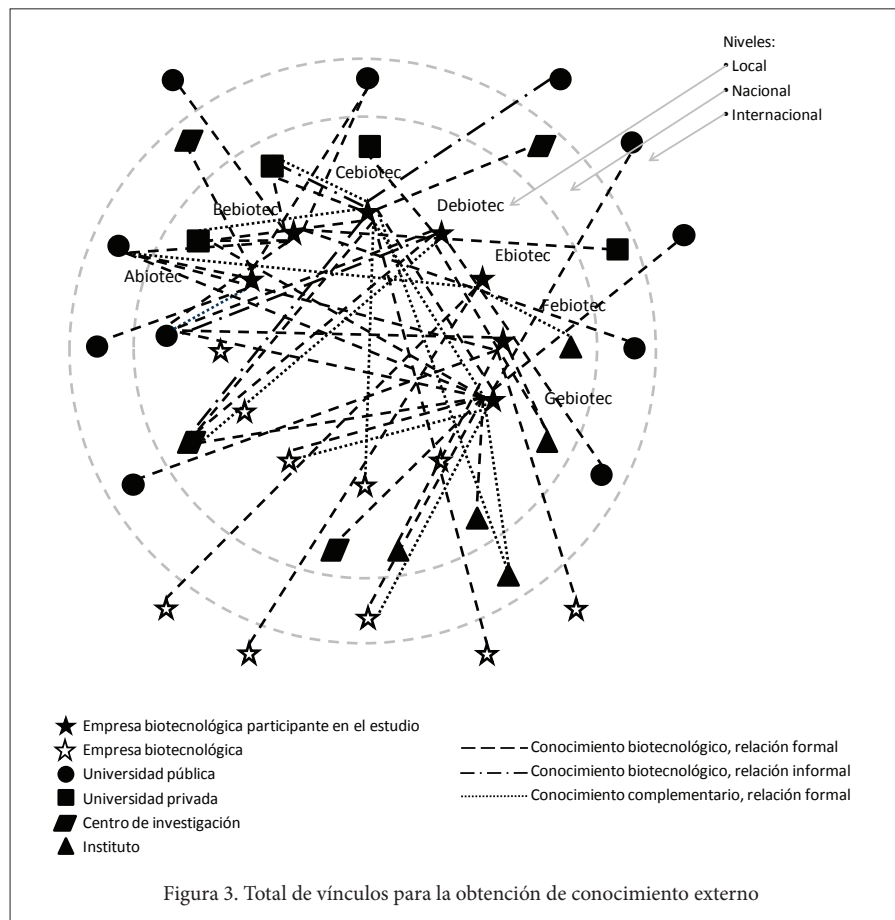 Niveles:
• Local
• Nacional
• Internacional
Cebiotec
Bebiotec
Debiotec
Ebiotec
Abiotec
Febiotec
Gebiotec
Empresa biotecnológica participante en el estudio
Empresa biotecnológica
Universidad pública
Universidad privada
Centro de investigación
Instituto
Conocimiento biotecnológico, relación formal
Conocimiento biotecnológico, relación informal
Conocimiento complementario, relación formal
Figura 3. Total de vínculos para la obtención de conocimiento externo